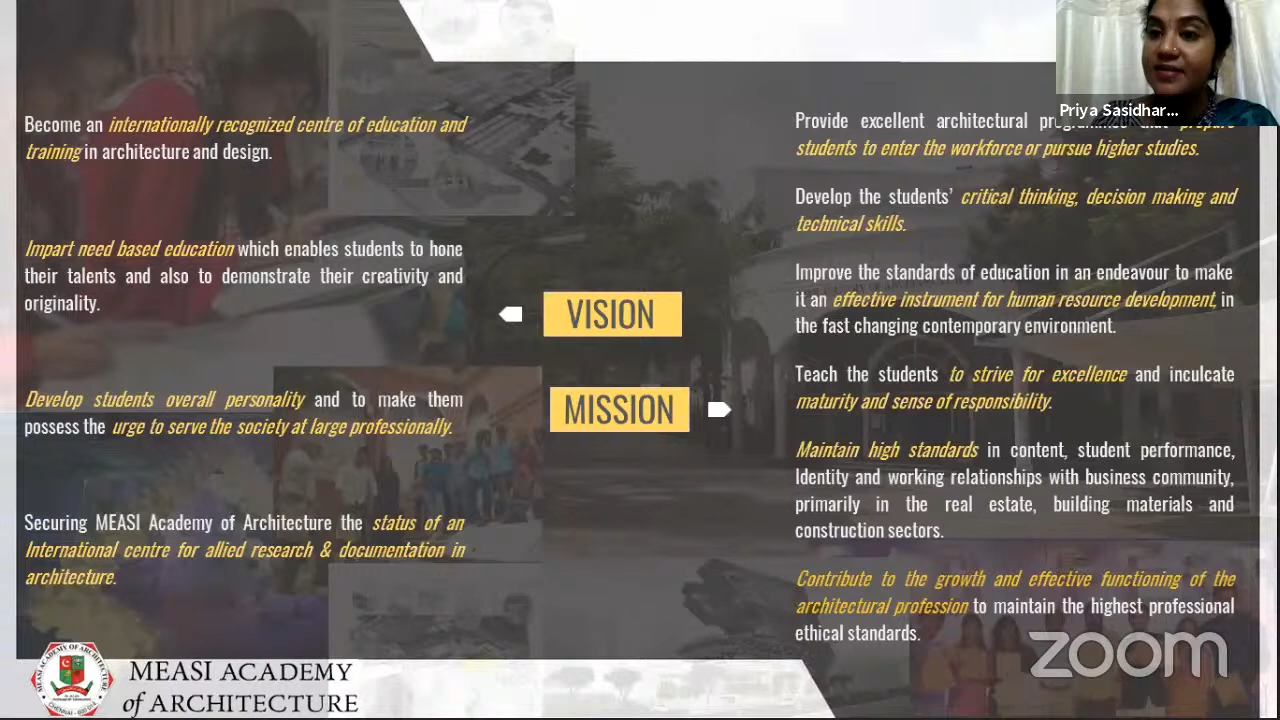 Become an internationally recognized centre of education and
training in architecture and design.
Impart need based education which enables students to hone
their talents and also to demonstrate their creativity and
originality.
Develop students overall personality and to make them
possess the urge to serve the society at large professionally.
Securing MEASI Academy of Architecture the status of an
International centre for allied research & documentation in
architecture.
VISION
MISSION
Priya Sasidhar...
Provide excellent architectural that prepare
students to enter the workforce or pursue higher studies.
Develop the students' critical thinking, decision making and
technical skills.
Improve the standards of education in an endeavour to make
it an effective instrument for human resource development, in
the fast changing contemporary environment.
Teach the students to strive for excellence and inculcate
maturity and sense of responsibility.
Maintain high standards in content, student performance,
Identity and working relationships with business community,
primarily in the real estate, building materials and
construction sectors.
Contribute to the growth and effective functioning of the
architectural profession to maintain the highest professional
ethical standards.
zoom
MEASI ACADEMY OF ARCHITECTURE
CHENNAI - 600 014
MEASI ACADEMY
of ARCHITECTURE